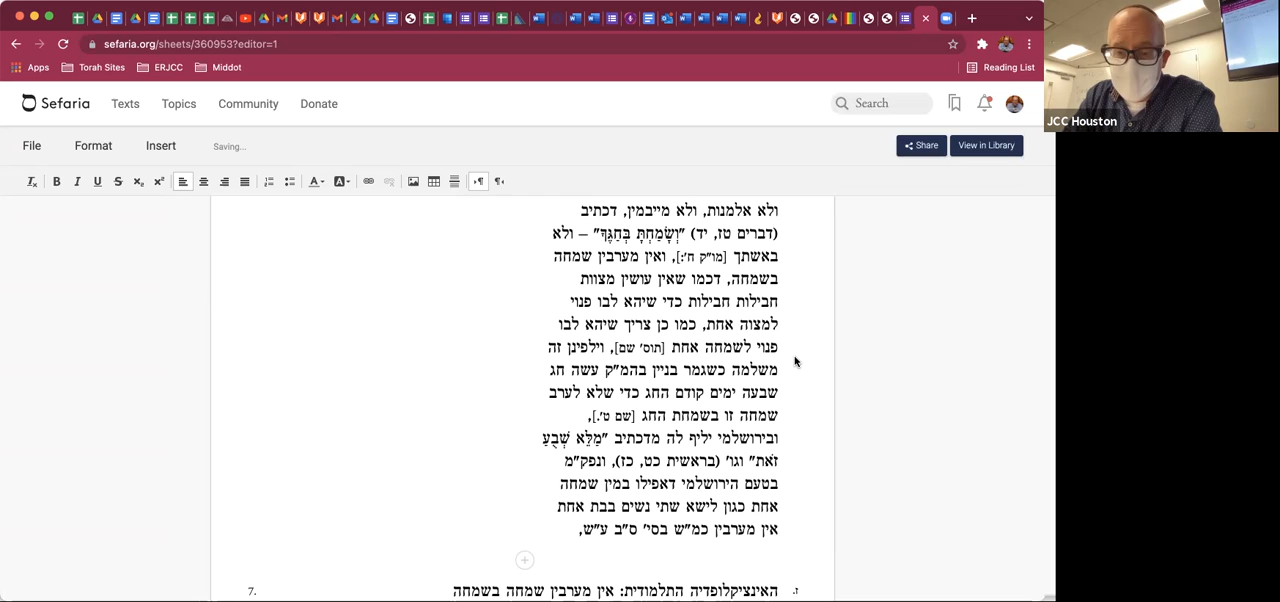 sefaria.org/sheets/360953?editor=1
Apps Torah Sites ERJCC Middot Reading List
Sefaria Texts Topics Community Donate Search
File Format Insert Saving... Share View in Library
JCC Houston
ולא אלמנות, ולא מייבמין, דכתיב
(דברים טז, יד) "וְשָׂמַחְתָּ בְּחַגֶּךָ" – ולא
באשתך [מו"ק ח':], ואין מערבין שמחה
בשמחה, דכמו שאין עושין מצוות
חבילות חבילות כדי שיהא לבו פנוי
למצוה אחת, כמו כן צריך שיהא לבו
פנוי לשמחה אחת [תוס' שם], וילפינן זה
משלמה כשגמר בניין בהמ"ק עשה חג
שבעה ימים קודם החג כדי שלא לערב
שמחה זו בשמחת החג [שם ט'.],
ובירושלמי יליף לה מדכתיב "מַלֵּא שְׁבֻעַ
זֹאת" וגו' (בראשית כט, כז), ונפק"מ
בטעם הירושלמי דאפילו במין שמחה
אחת כגון לישא שתי נשים בבת אחת
אין מערבין כמ"ש בסי' ס"ב ע"ש,
ז. האינציקלופדיה התלמודית: אין מערבין שמחה בשמחה 7.